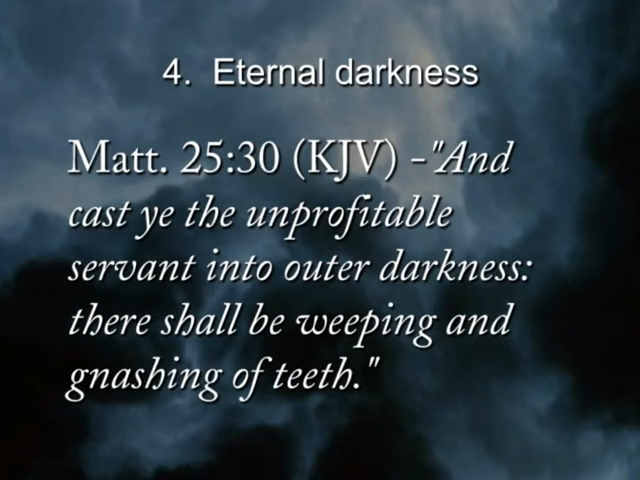 4. Eternal darkness
Matt. 25:30 (KJV) -"And
cast ye the unprofitable
servant into outer darkness:
there shall be weeping and
gnashing of teeth."